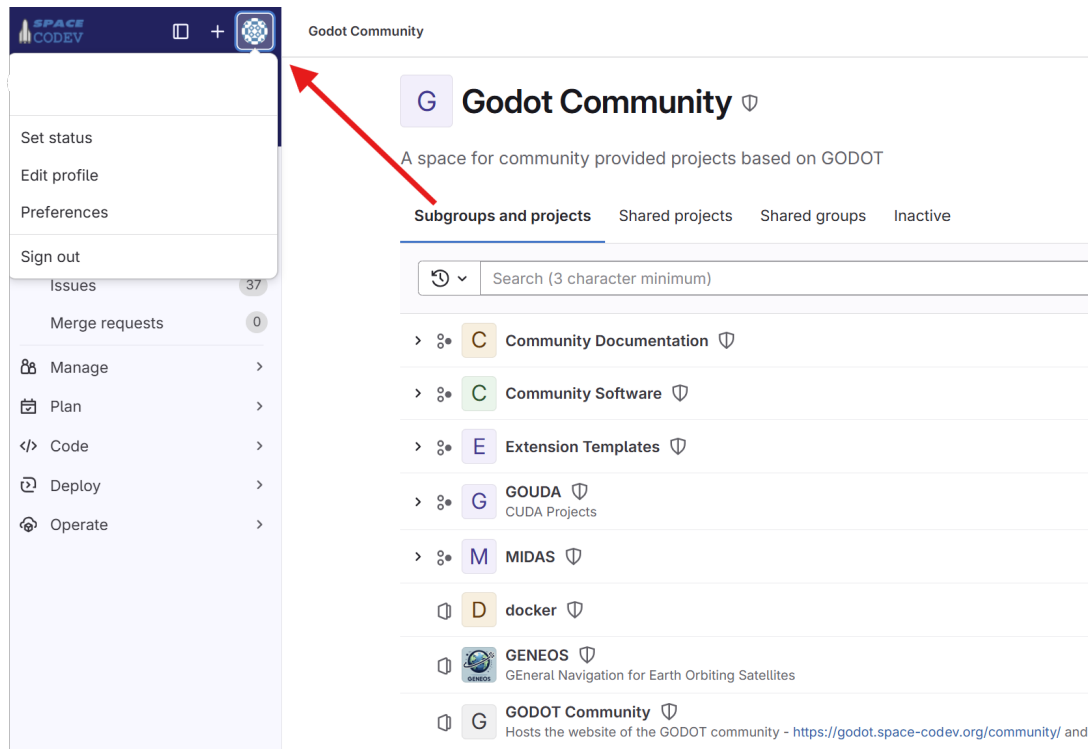 SPACE
CODEV
Godot Community
Set status
Edit profile
Preferences
Sign out
Issues 37
Merge requests 0
Manage
Plan
Code
Deploy
Operate
G Godot Community
A space for community provided projects based on GODOT
Subgroups and projects Shared projects Shared groups Inactive
Search (3 character minimum)
C Community Documentation
C Community Software
E Extension Templates
G GOUDA
CUDA Projects
M MIDAS
D docker
GENEOS
GENEOS
GEneral Navigation for Earth Orbiting Satellites
G GODOT Community
Hosts the website of the GODOT community - https://godot.space-codev.org/community/ and